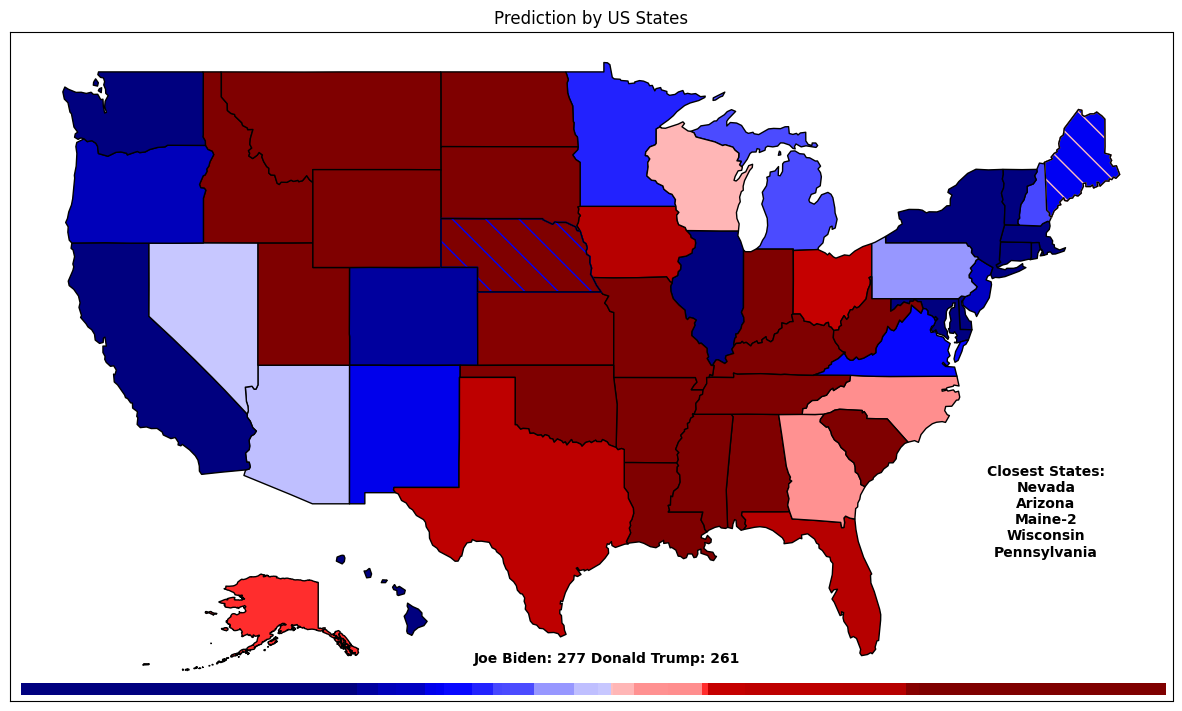 Prediction by US States
Closest States:
Nevada
Arizona
Maine-2
Wisconsin
Pennsylvania
Joe Biden: 277 Donald Trump: 261